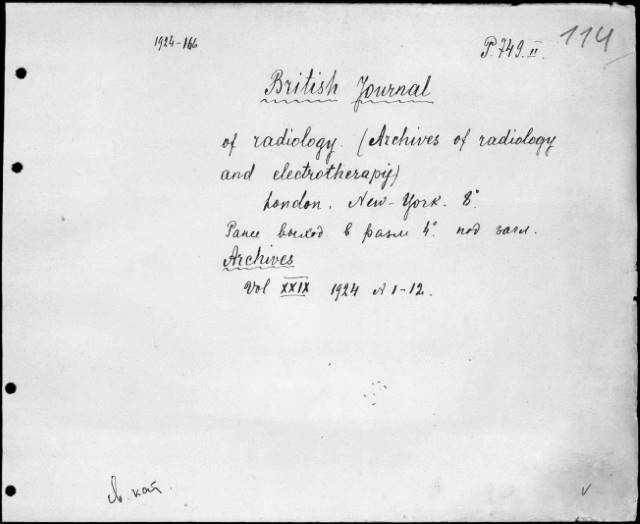 1924-166
P.749.II. 114
British Journal
of radiology. (Archives of radiology
and electrotherapy)
London. New-York. 8°
Ранее выход. в разм 4° под загл.
Archives
Vol XXIX 1924 N 1-12.
кат.
v